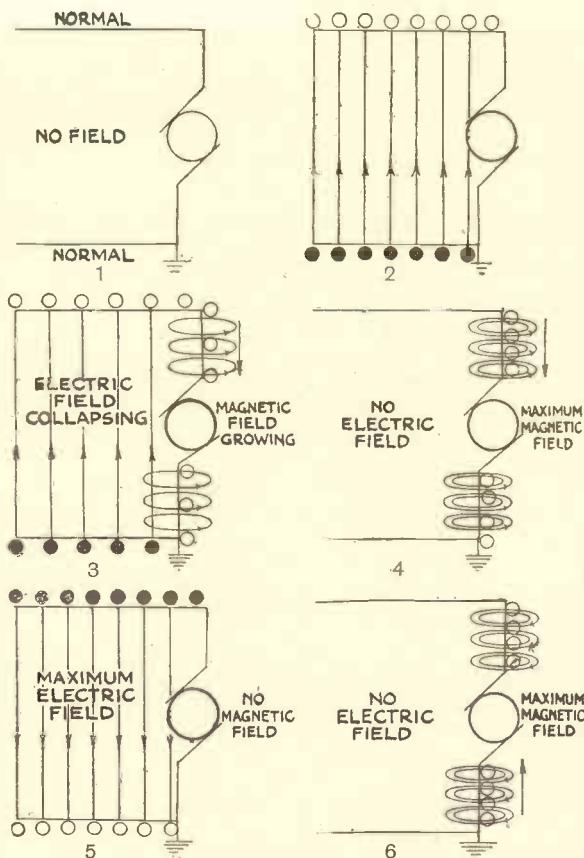 NORMAL
NO FIELD
NORMAL
1
2
ELECTRIC
FIELD
COLLAPSING
MAGNETIC
FIELD
GROWING
3
NO
ELECTRIC
FIELD
MAXIMUM
MAGNETIC
FIELD
4
MAXIMUM
ELECTRIC
FIELD
NO
MAGNETIC
FIELD
5
NO
ELECTRIC
FIELD
MAXIMUM
MAGNETIC
FIELD
6